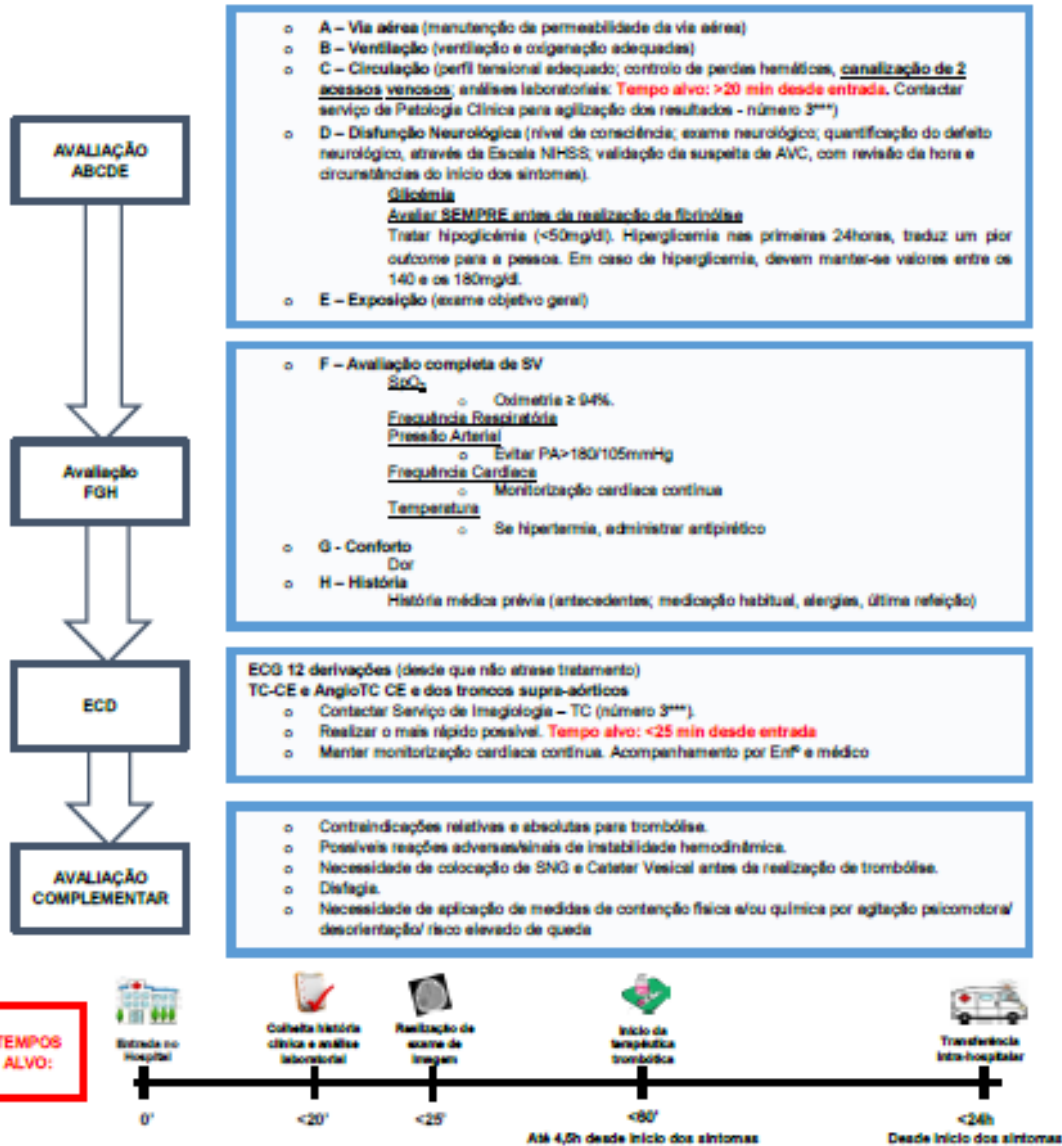 AVALIAÇÃO
ABCDE
o A – Via aérea (manutenção da permeabilidade da via aérea)
o B – Ventilação (ventilação e oxigenação adequadas)
o C – Circulação (perfil tensional adequado; controlo de perdas hemáticas, canalização de 2
acessos venosos; análises laboratoriais: Tempo alvo: >20 min desde entrada. Contactar
serviço de Patologia Clínica para agilização dos resultados - número 3***)
o D – Disfunção Neurológica (nível de consciência; exame neurológico; quantificação do defeito
neurológico, através da Escala NIHSS; validação da suspeita de AVC, com revisão da hora e
circunstâncias do início dos sintomas).
Glicémia
Avaliar SEMPRE antes da realização de fibrinólise
Tratar hipoglicémia (<50mg/dl). Hiperglicemia nas primeiras 24horas, traduz um pior
outcome para a pessoa. Em caso de hiperglicemia, devem manter-se valores entre os
140 e os 180mg/dl.
o E – Exposição (exame objetivo geral)
Avaliação
FGH
o F – Avaliação completa de SV
SpO2
o Oximetria ≥ 94%.
Frequência Respiratória
Pressão Arterial
o Evitar PA>180/105mmHg
Frequência Cardíaca
o Monitorização cardíaca contínua
Temperatura
o Se hipertermia, administrar antipirético
o G - Conforto
Dor
o H – História
História médica prévia (antecedentes; medicação habitual, alergias, última refeição)
ECD
ECG 12 derivações (desde que não atrase tratamento)
TC-CE e AngioTC CE e dos troncos supra-aórticos
o Contactar Serviço de Imagiologia – TC (número 3***).
o Realizar o mais rápido possível. Tempo alvo: <25 min desde entrada
o Manter monitorização cardíaca contínua. Acompanhamento por Enfº e médico
AVALIAÇÃO
COMPLEMENTAR
o Contraindicações relativas e absolutas para trombólise.
o Possíveis reações adversas/sinais de instabilidade hemodinâmica.
o Necessidade de colocação de SNG e Cateter Vesical antes da realização de trombólise.
o Disfagia.
o Necessidade de aplicação de medidas de contenção física e/ou química por agitação psicomotora/
desorientação/ risco elevado de queda
TEMPOS
ALVO:
Entrada no
Hospital
Colheita história
clínica e análise
laboratorial
Realização de
exame de
imagem
Início da
terapêutica
trombótica
Transferência
intra-hospitalar
0'
<20'
<25'
<60'
<24h
Até 4,5h desde início dos sintomas
Desde início dos sintomas